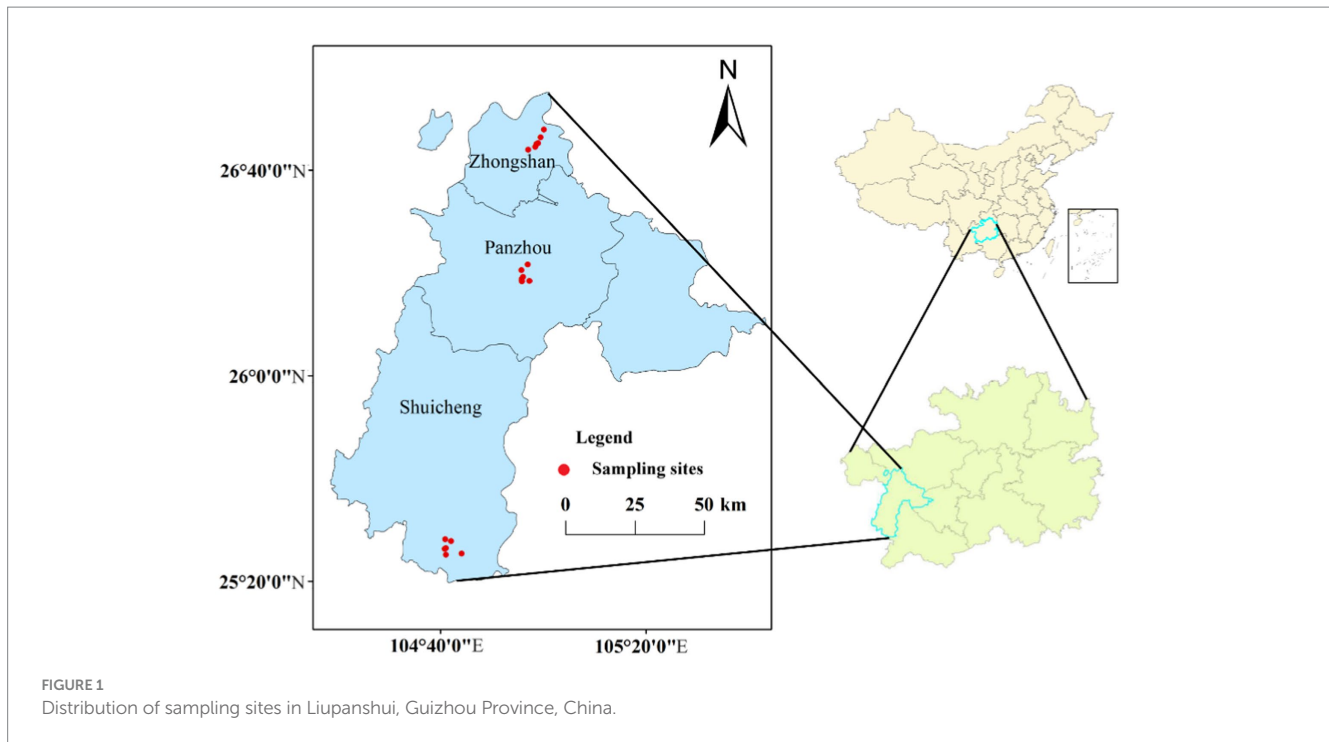 N
26°40'0"N
Zhongshan
Panzhou
26°0'0"N
Shuicheng
Legend
Sampling sites
0 25 50 km
25°20'0"N
104°40'0"E 105°20'0"E
FIGURE 1
Distribution of sampling sites in Liupanshui, Guizhou Province, China.